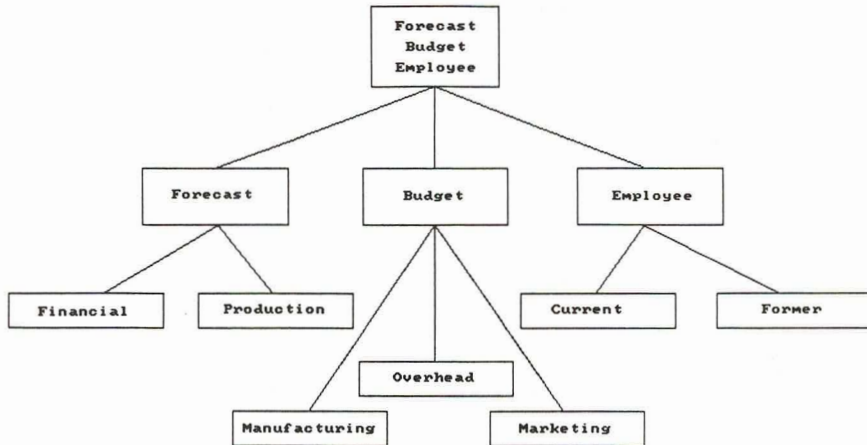 Forecast
Budget
Employee
Forecast
Budget
Employee
Financial
Production
Current
Former
Overhead
Manufacturing
Marketing